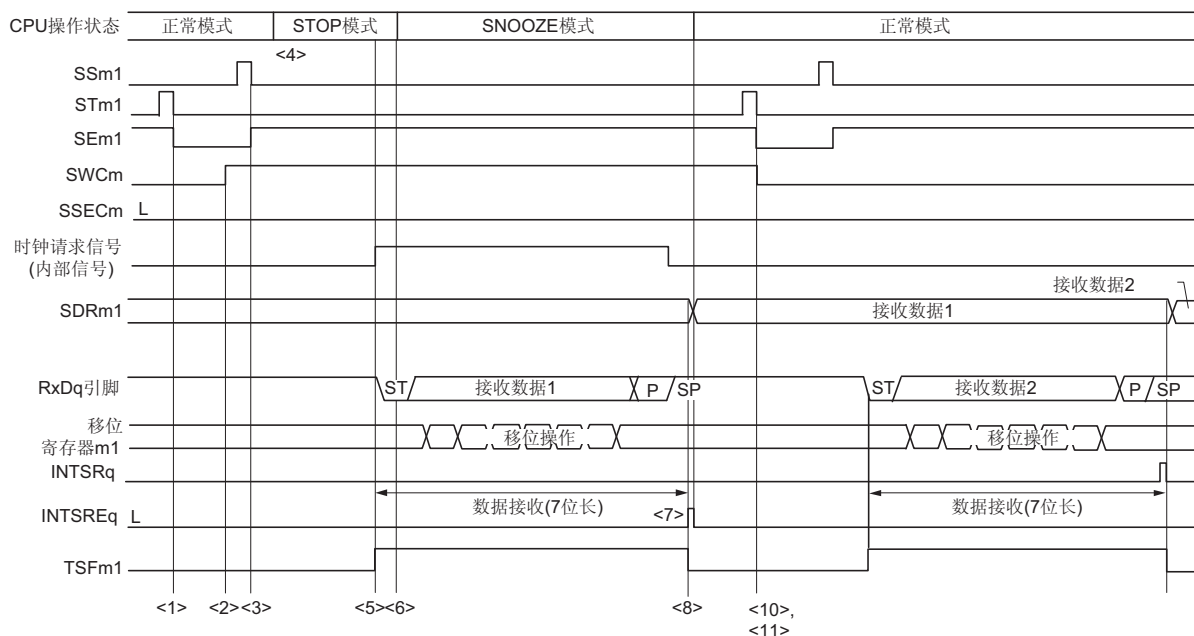 CPU操作状态 正常模式 STOP模式 SNOOZE模式 正常模式
<4>
SSm1
STm1
SEm1
SWCm
SSECm L
时钟请求信号
(内部信号)
接收数据2
SDRm1 接收数据1
RxDq引脚 ST 接收数据1 P SP ST 接收数据2 P SP
移位
寄存器m1 移位操作 移位操作
INTSRq
数据接收(7位长) 数据接收(7位长)
INTSREq L <7>
TSFm1
<1> <2> <3> <5> <6> <8> <10>,
<11>